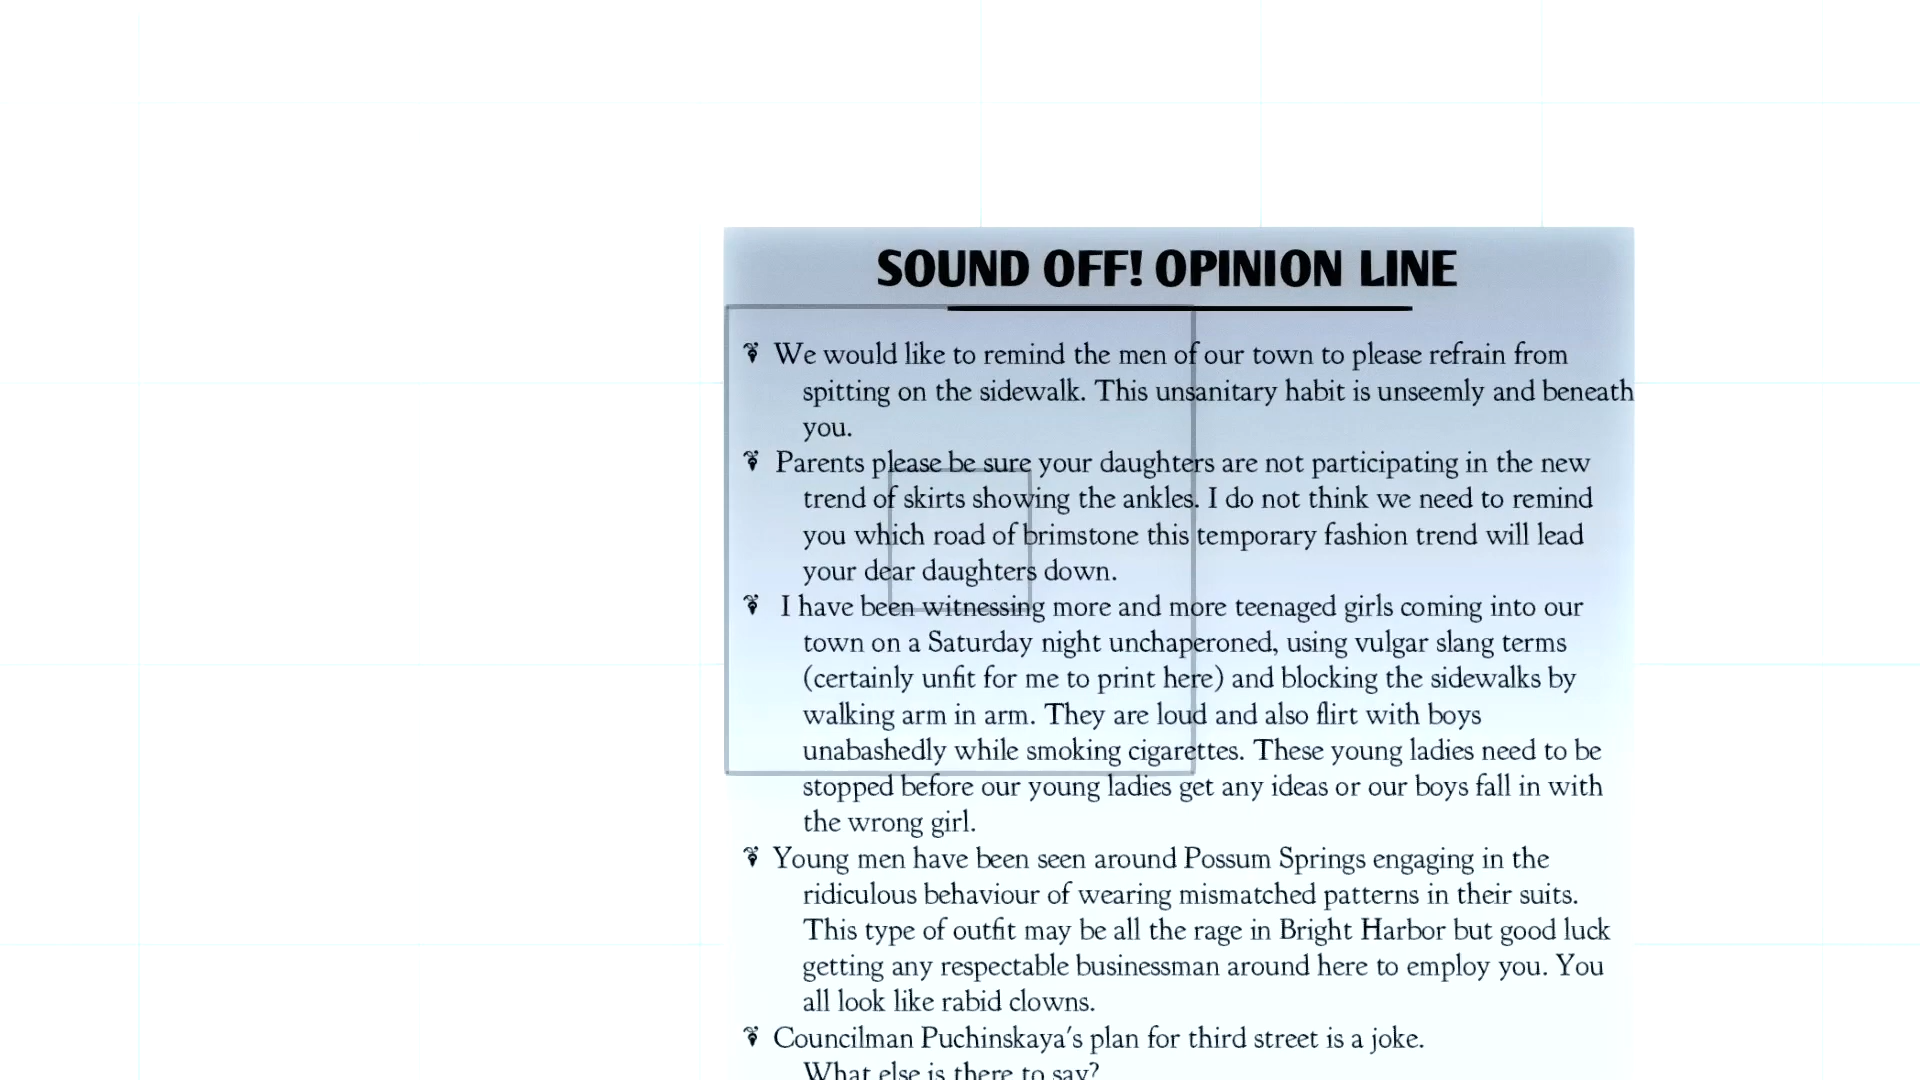 SOUND OFF! OPINION LINE
We would like to remind the men of our town to please refrain from
spitting on the sidewalk. This unsanitary habit is unseemly and beneath
you.
Parents please be sure your daughters are not participating in the new
trend of skirts showing the ankles. I do not think we need to remind
you which road of brimstone this temporary fashion trend will lead
your dear daughters down.
I have been witnessing more and more teenaged girls coming into our
town on a Saturday night unchaperoned, using vulgar slang terms
(certainly unfit for me to print here) and blocking the sidewalks by
walking arm in arm. They are loud and also flirt with boys
unabashedly while smoking cigarettes. These young ladies need to be
stopped before our young ladies get any ideas or our boys fall in with
the wrong girl.
Young men have been seen around Possum Springs engaging in the
ridiculous behaviour of wearing mismatched patterns in their suits.
This type of outfit may be all the rage in Bright Harbor but good luck
getting any respectable businessman around here to employ you. You
all look like rabid clowns.
Councilman Puchinskaya's plan for third street is a joke.
What else is there to say?